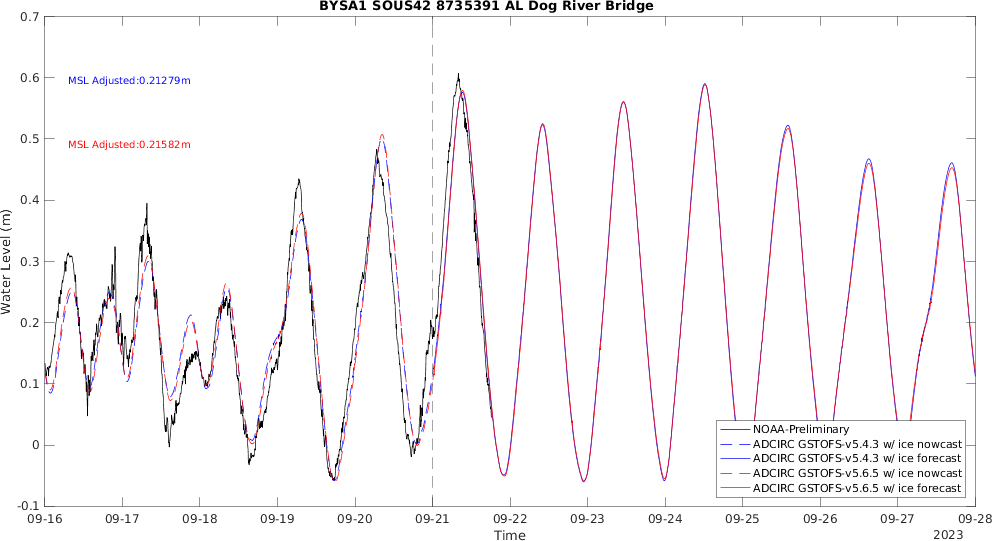 BYSA1 SOUS42 8735391 AL Dog River Bridge
0.7
0.6
0.5
0.4
0.3
0.2
0.1
0
-0.1
Water Level (m)
MSL Adjusted:0.21279m
MSL Adjusted:0.21582m
NOAA-Preliminary
ADCIRC GSTOFS-v5.4.3 w/ ice nowcast
ADCIRC GSTOFS-v5.4.3 w/ ice forecast
ADCIRC GSTOFS-v5.6.5 w/ ice nowcast
ADCIRC GSTOFS-v5.6.5 w/ ice forecast
09-16 09-17 09-18 09-19 09-20 09-21 09-22 09-23 09-24 09-25 09-26 09-27 09-28
Time
2023